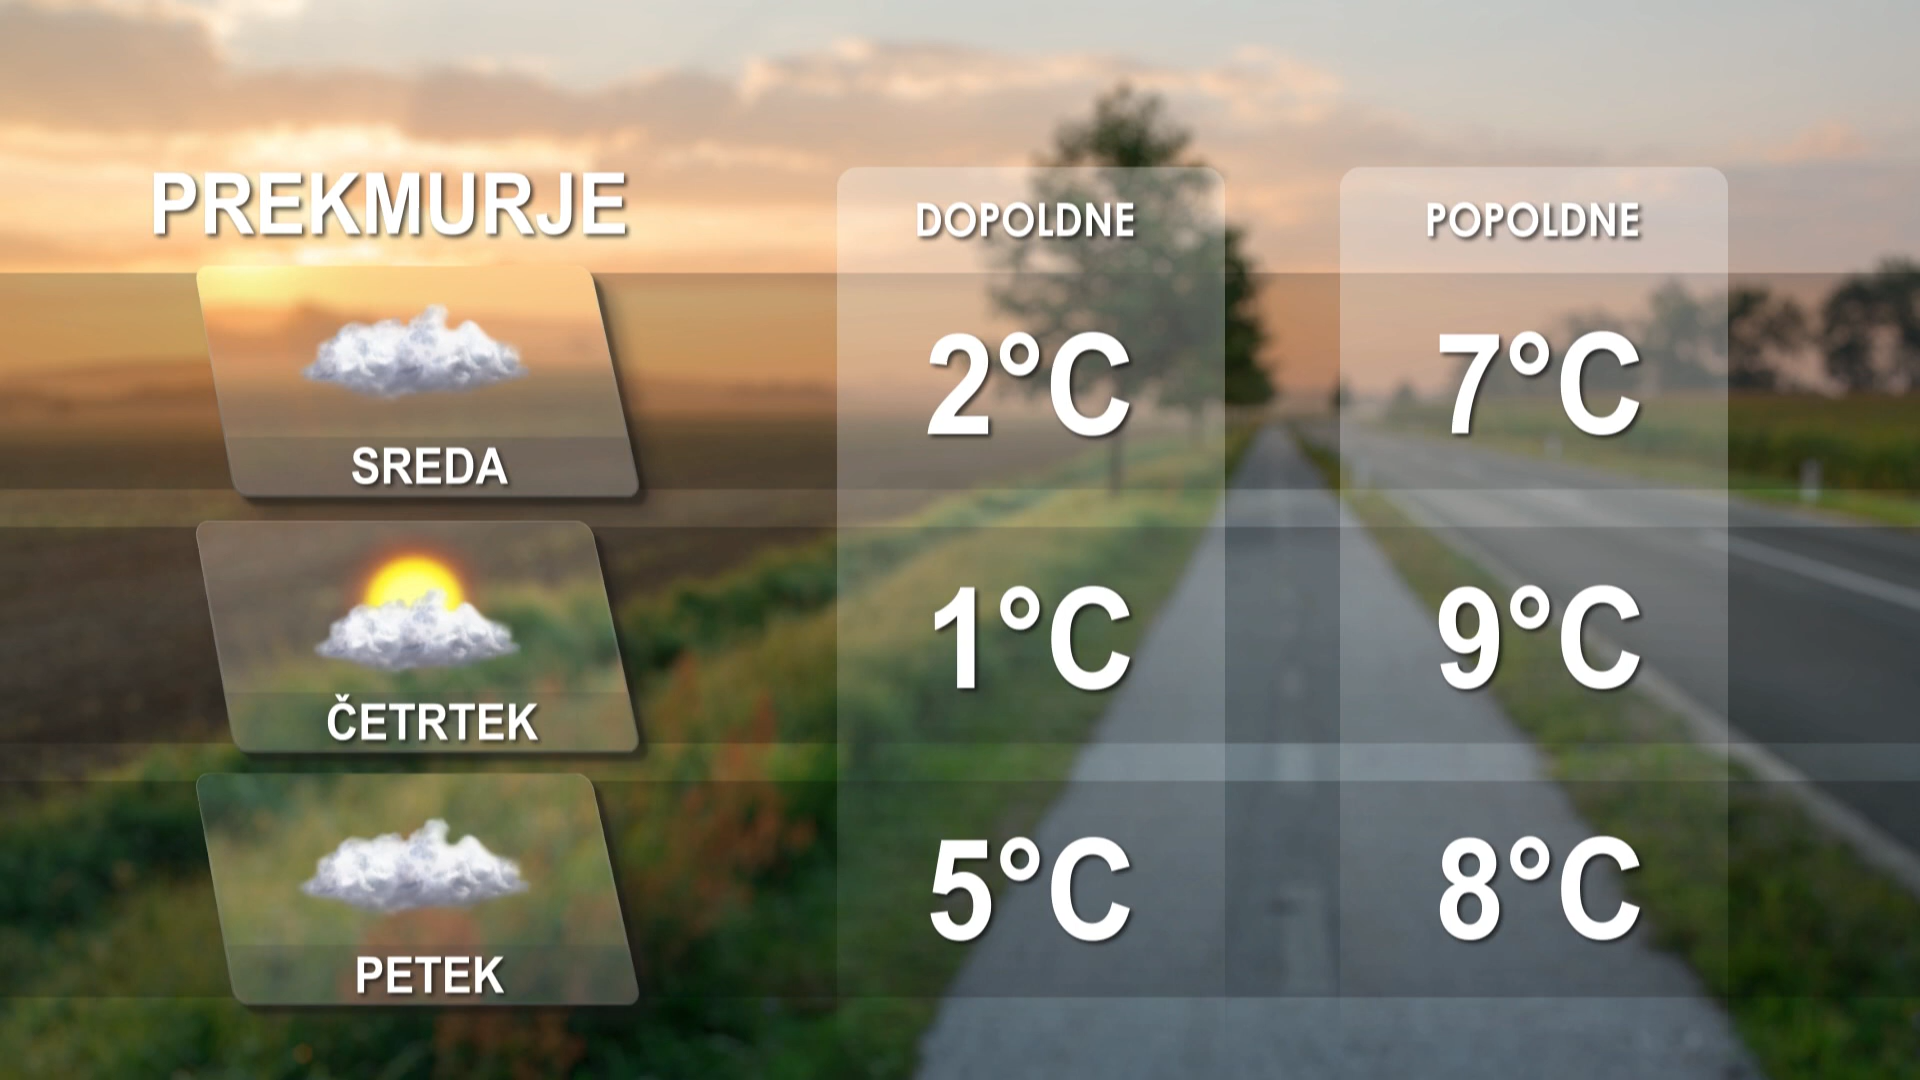 PREKMURJE
DOPOLDNE POPOLDNE
SREDA 2°C 7°C
ČETRTEK 1°C 9°C
PETEK 5°C 8°C